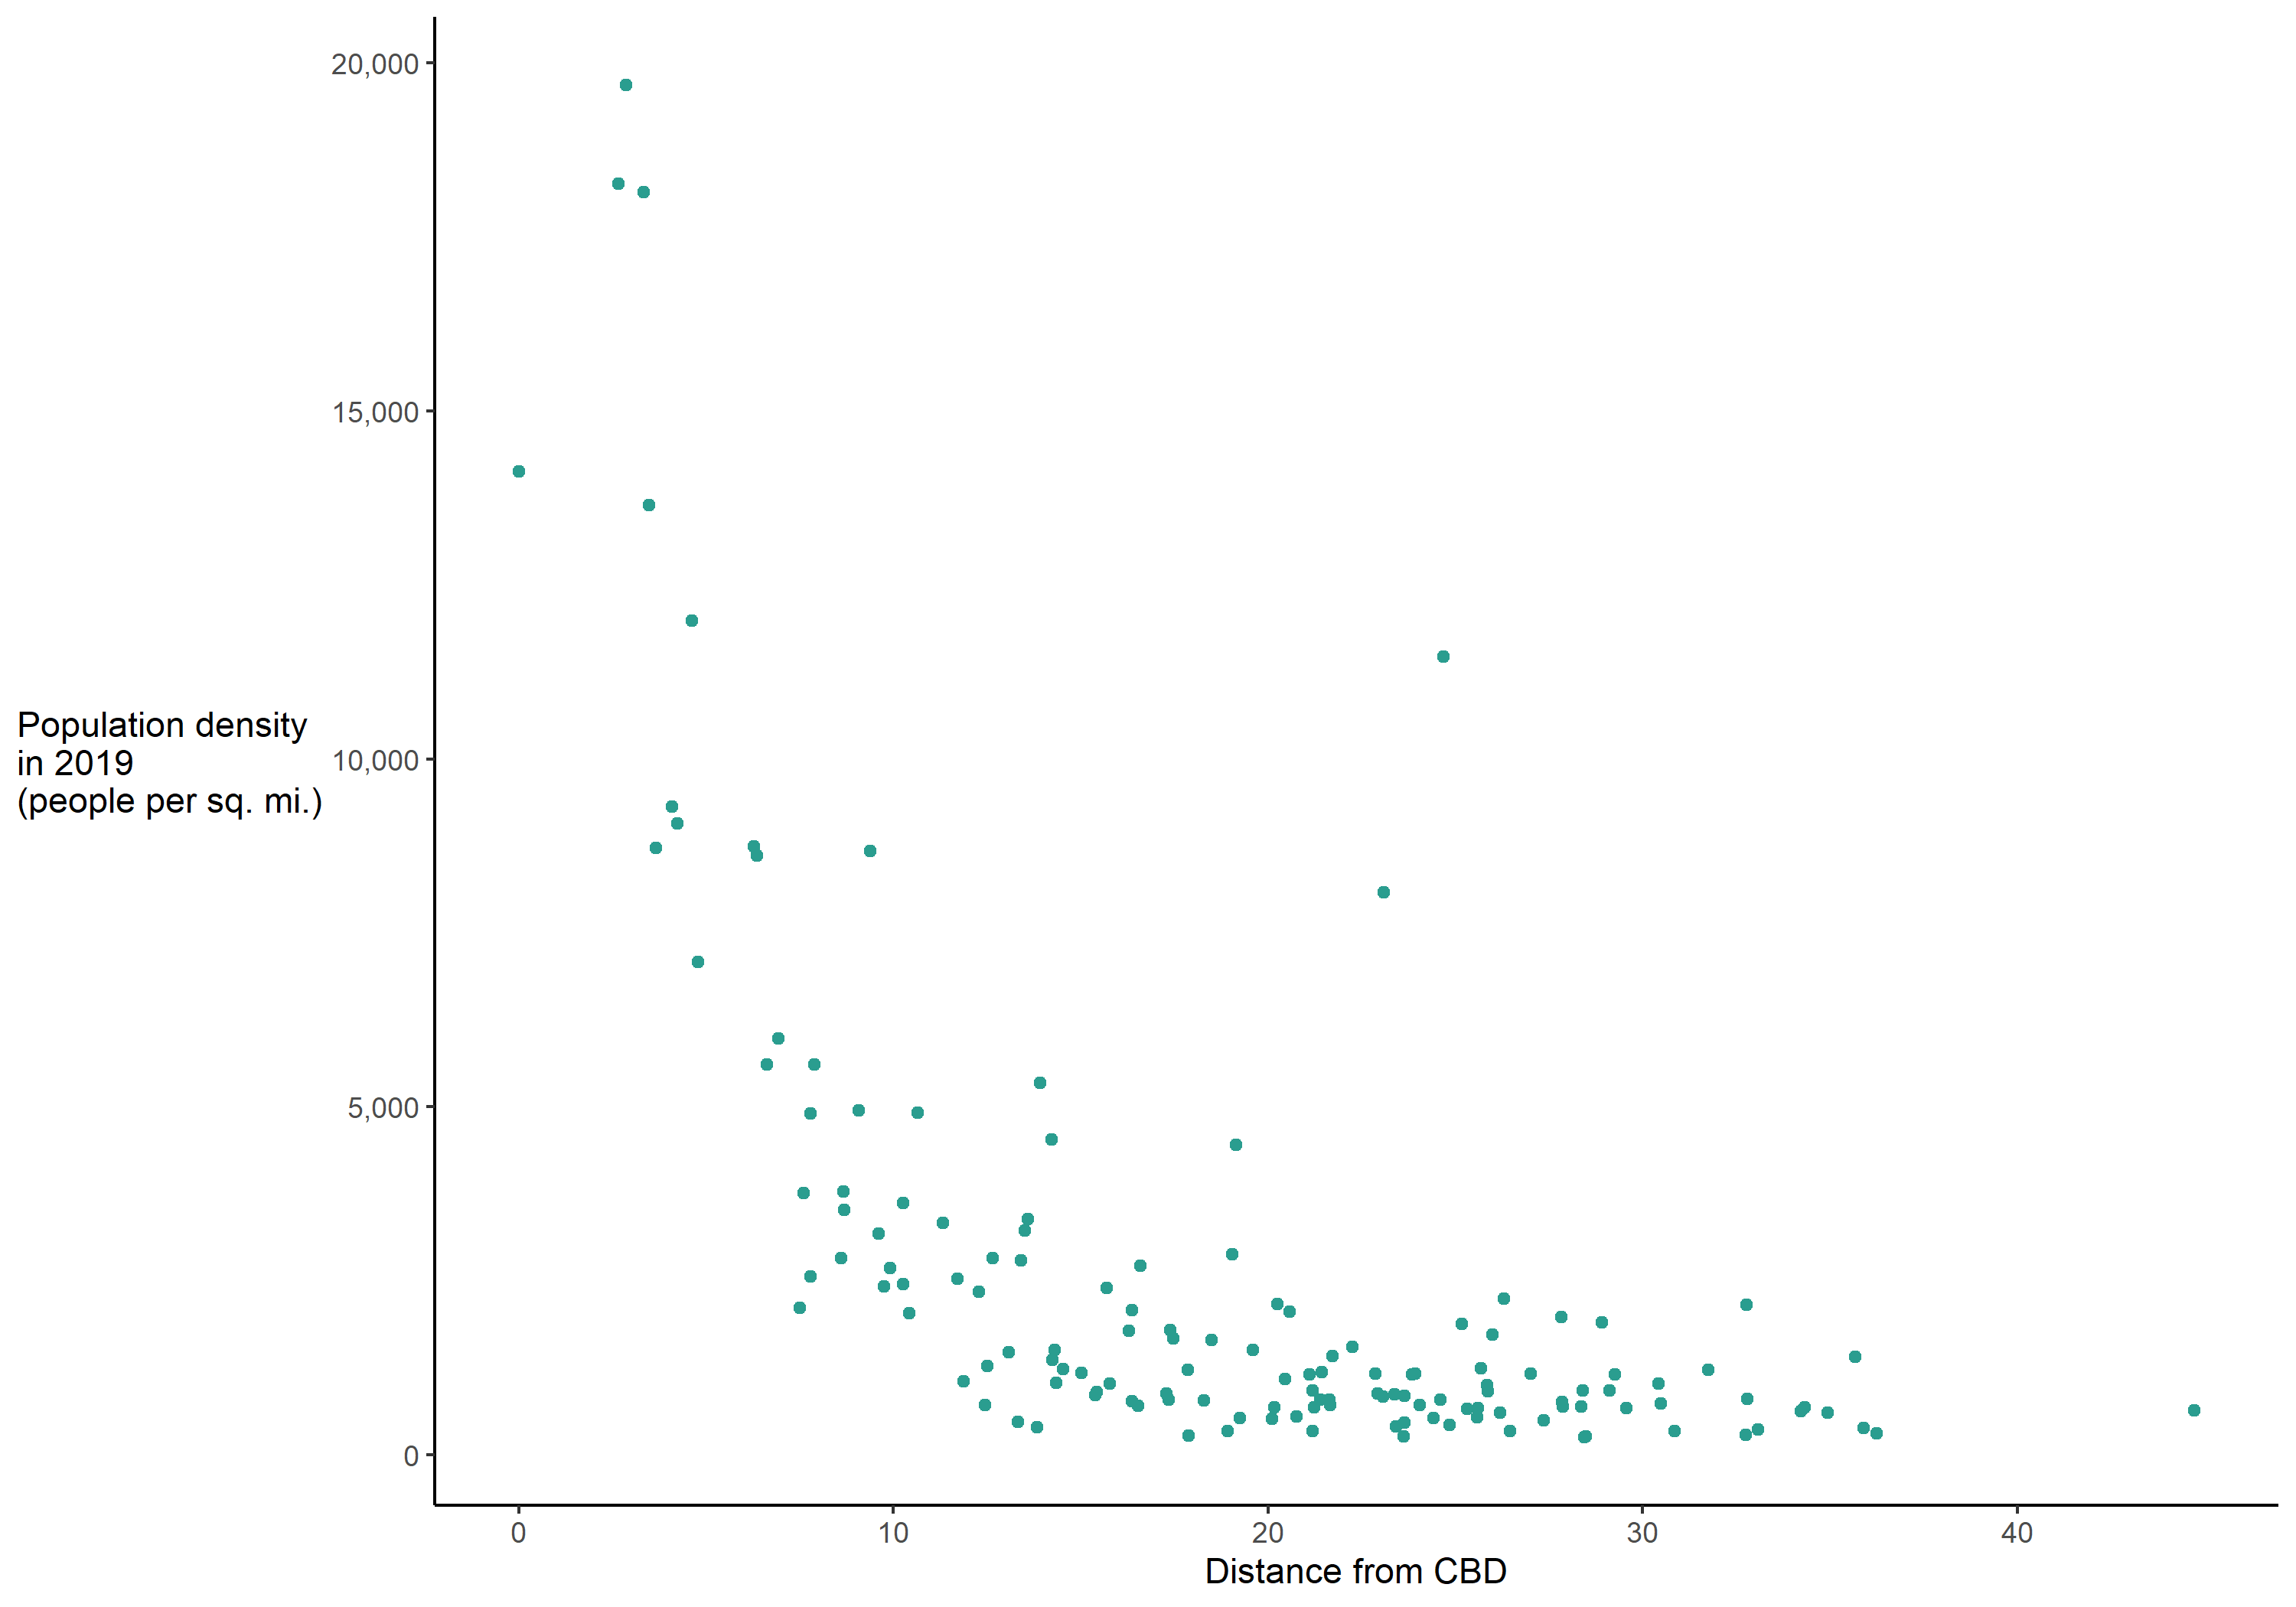 20,000
15,000
10,000
5,000
0
Population density
in 2019
(people per sq. mi.)
0 10 20 30 40
Distance from CBD